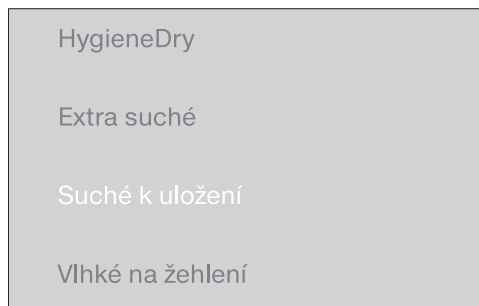 HygieneDry
Extra suché
Suché k uložení
Vlhké na žehlení